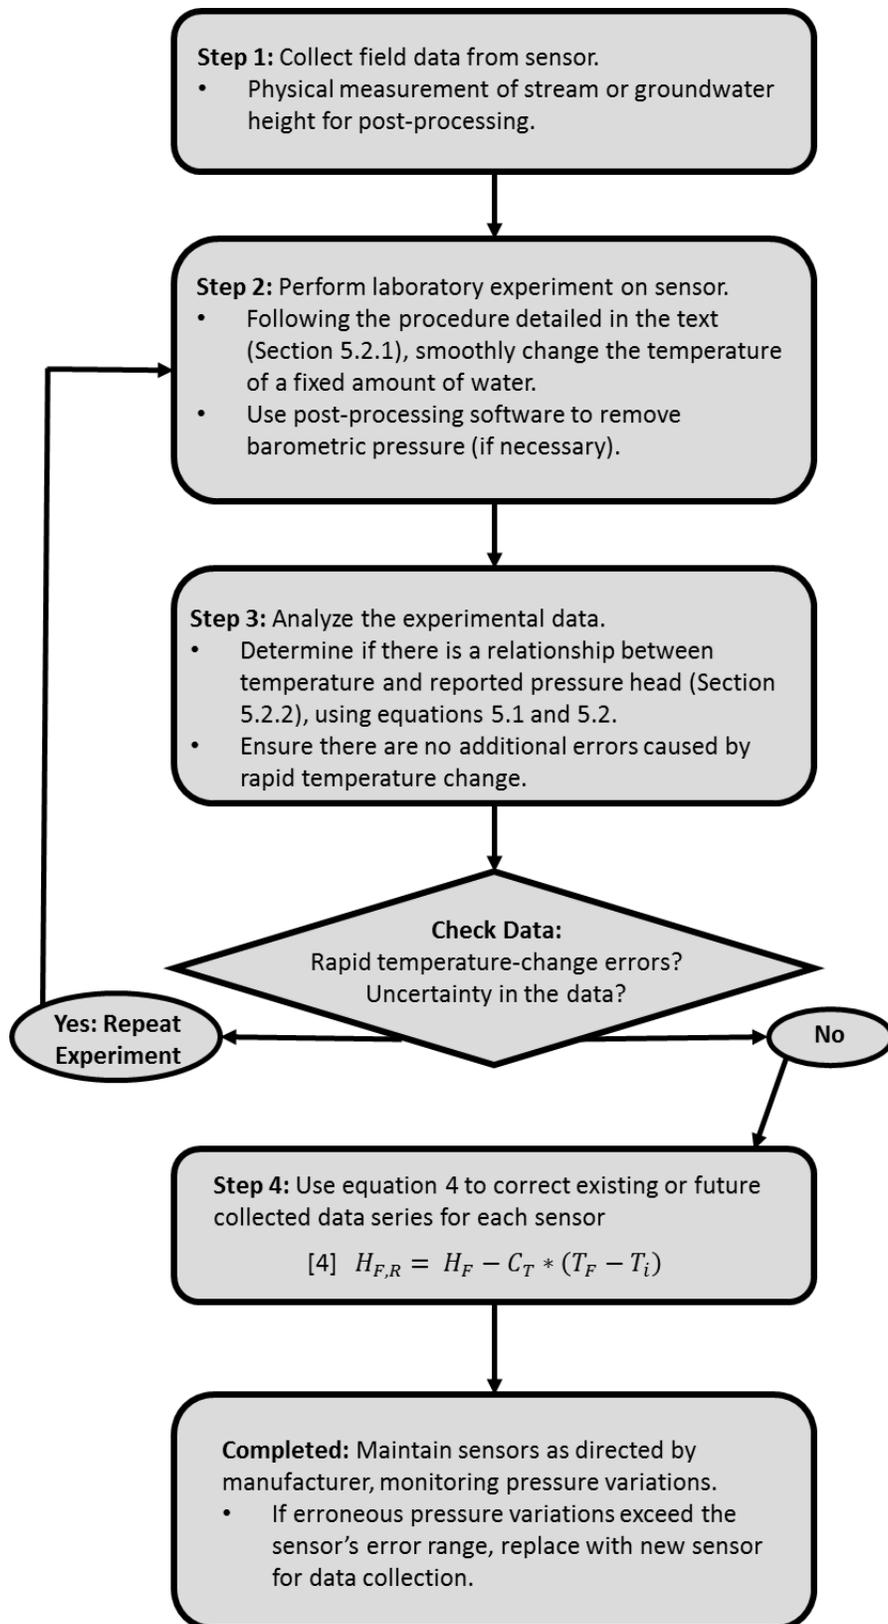 Step 1: Collect field data from sensor.
• Physical measurement of stream or groundwater
height for post-processing.
Step 2: Perform laboratory experiment on sensor.
• Following the procedure detailed in the text
(Section 5.2.1), smoothly change the temperature
of a fixed amount of water.
• Use post-processing software to remove
barometric pressure (if necessary).
Step 3: Analyze the experimental data.
• Determine if there is a relationship between
temperature and reported pressure head (Section
5.2.2), using equations 5.1 and 5.2.
• Ensure there are no additional errors caused by
rapid temperature change.
Check Data:
Rapid temperature-change errors?
Uncertainty in the data?
Yes: Repeat
Experiment
No
Step 4: Use equation 4 to correct existing or future
collected data series for each sensor
[4] H_{F,R} = H_F − C_T ∗ (T_F − T_i)
Completed: Maintain sensors as directed by
manufacturer, monitoring pressure variations.
• If erroneous pressure variations exceed the
sensor’s error range, replace with new sensor
for data collection.